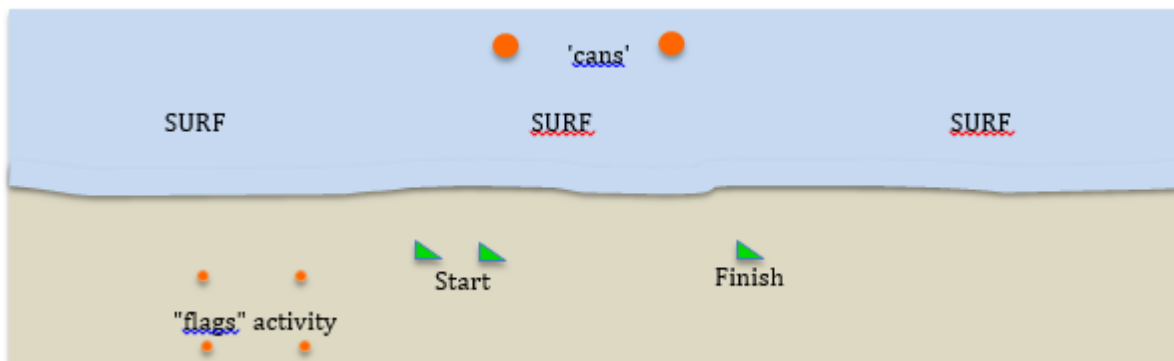 'cans'
SURF SURF SURF
Start Finish
"flags" activity